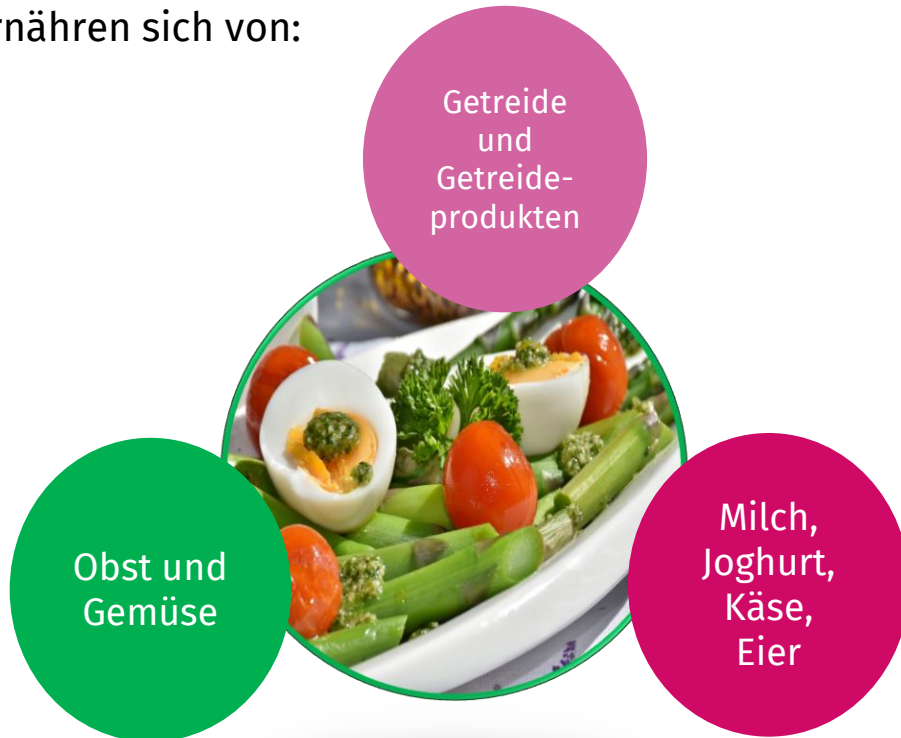 rnähren sich von:
Getreide
und
Getreide-
produkten
Obst und
Gemüse
Milch,
Joghurt,
Käse,
Eier